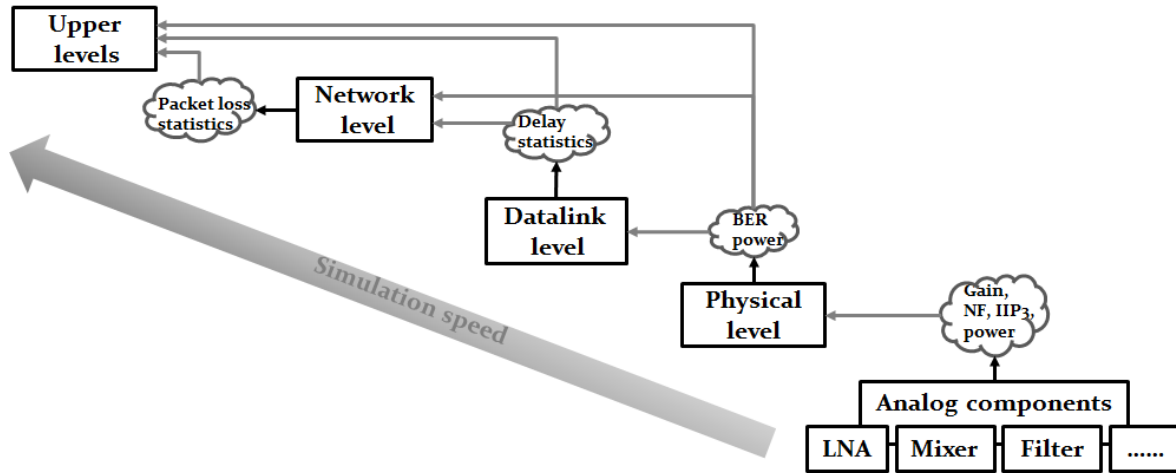 Upper
levels
Packet loss
statistics
Network
level
Delay
statistics
Datalink
level
BER
power
Physical
level
Gain,
NF, IIP3,
power
Simulation speed
Analog components
LNA
Mixer
Filter
......